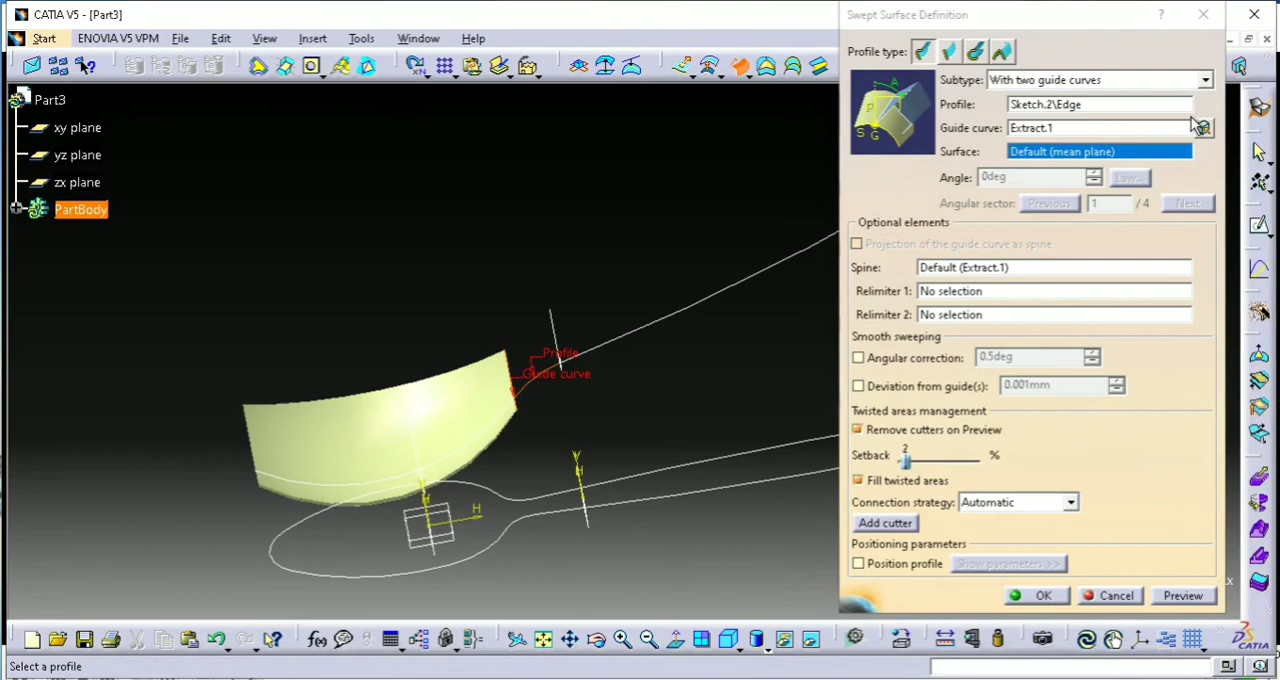 CATIA V5 - [Part3]
Swept Surface Definition
Start ENOVIA V5 VPM File Edit View Insert Tools Window Help
Profile type:
Subtype: With two guide curves
Profile: Sketch.2\Edge
Guide curve: Extract.1
Surface: Default (mean plane)
Angle: 0deg Law...
Angular sector: Previous 1 / 4 Next
Optional elements
Projection of the guide curve as spine
Spine: Default (Extract.1)
Relimiter 1: No selection
Relimiter 2: No selection
Smooth sweeping
Angular correction: 0.5deg
Deviation from guide(s): 0.001mm
Twisted areas management
Remove cutters on Preview
Setback 2 %
Fill twisted areas
Connection strategy: Automatic
Add cutter
Positioning parameters
Position profile Show parameters >>
OK Cancel Preview
Part3
xy plane
yz plane
zx plane
PartBody
Profile
Guide curve
V
H
H
x
Select a profile
CATIA